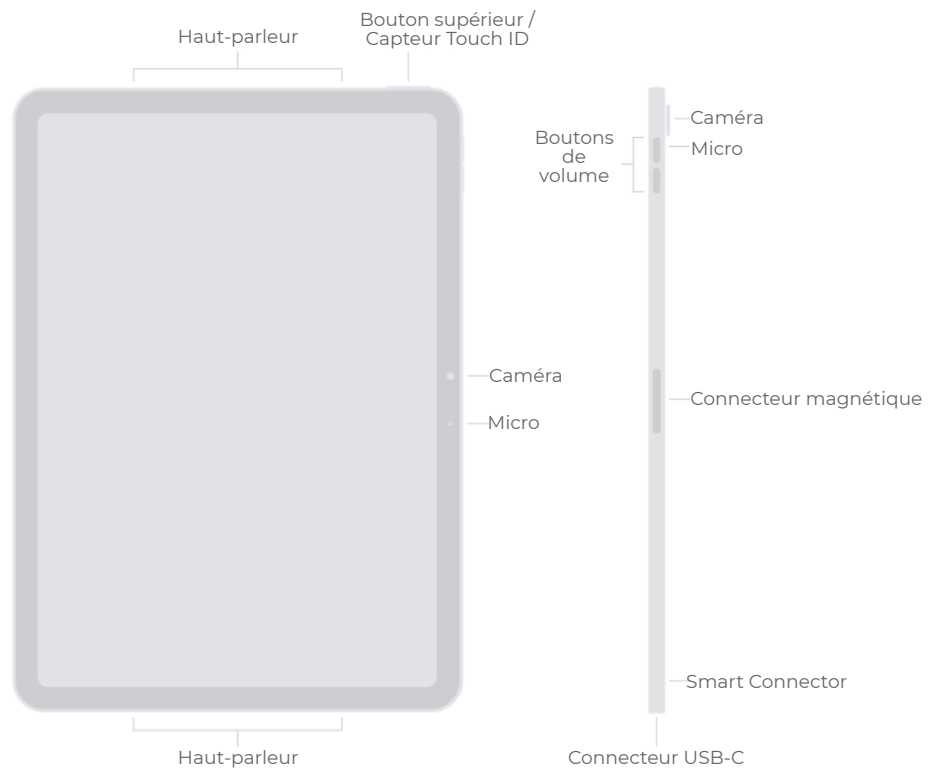 Bouton supérieur /
Haut-parleur
Capteur Touch ID
Caméra
Boutons
Micro
de
volume
Caméra
Connecteur magnétique
Micro
Smart Connector
Haut-parleur
Connecteur USB-C